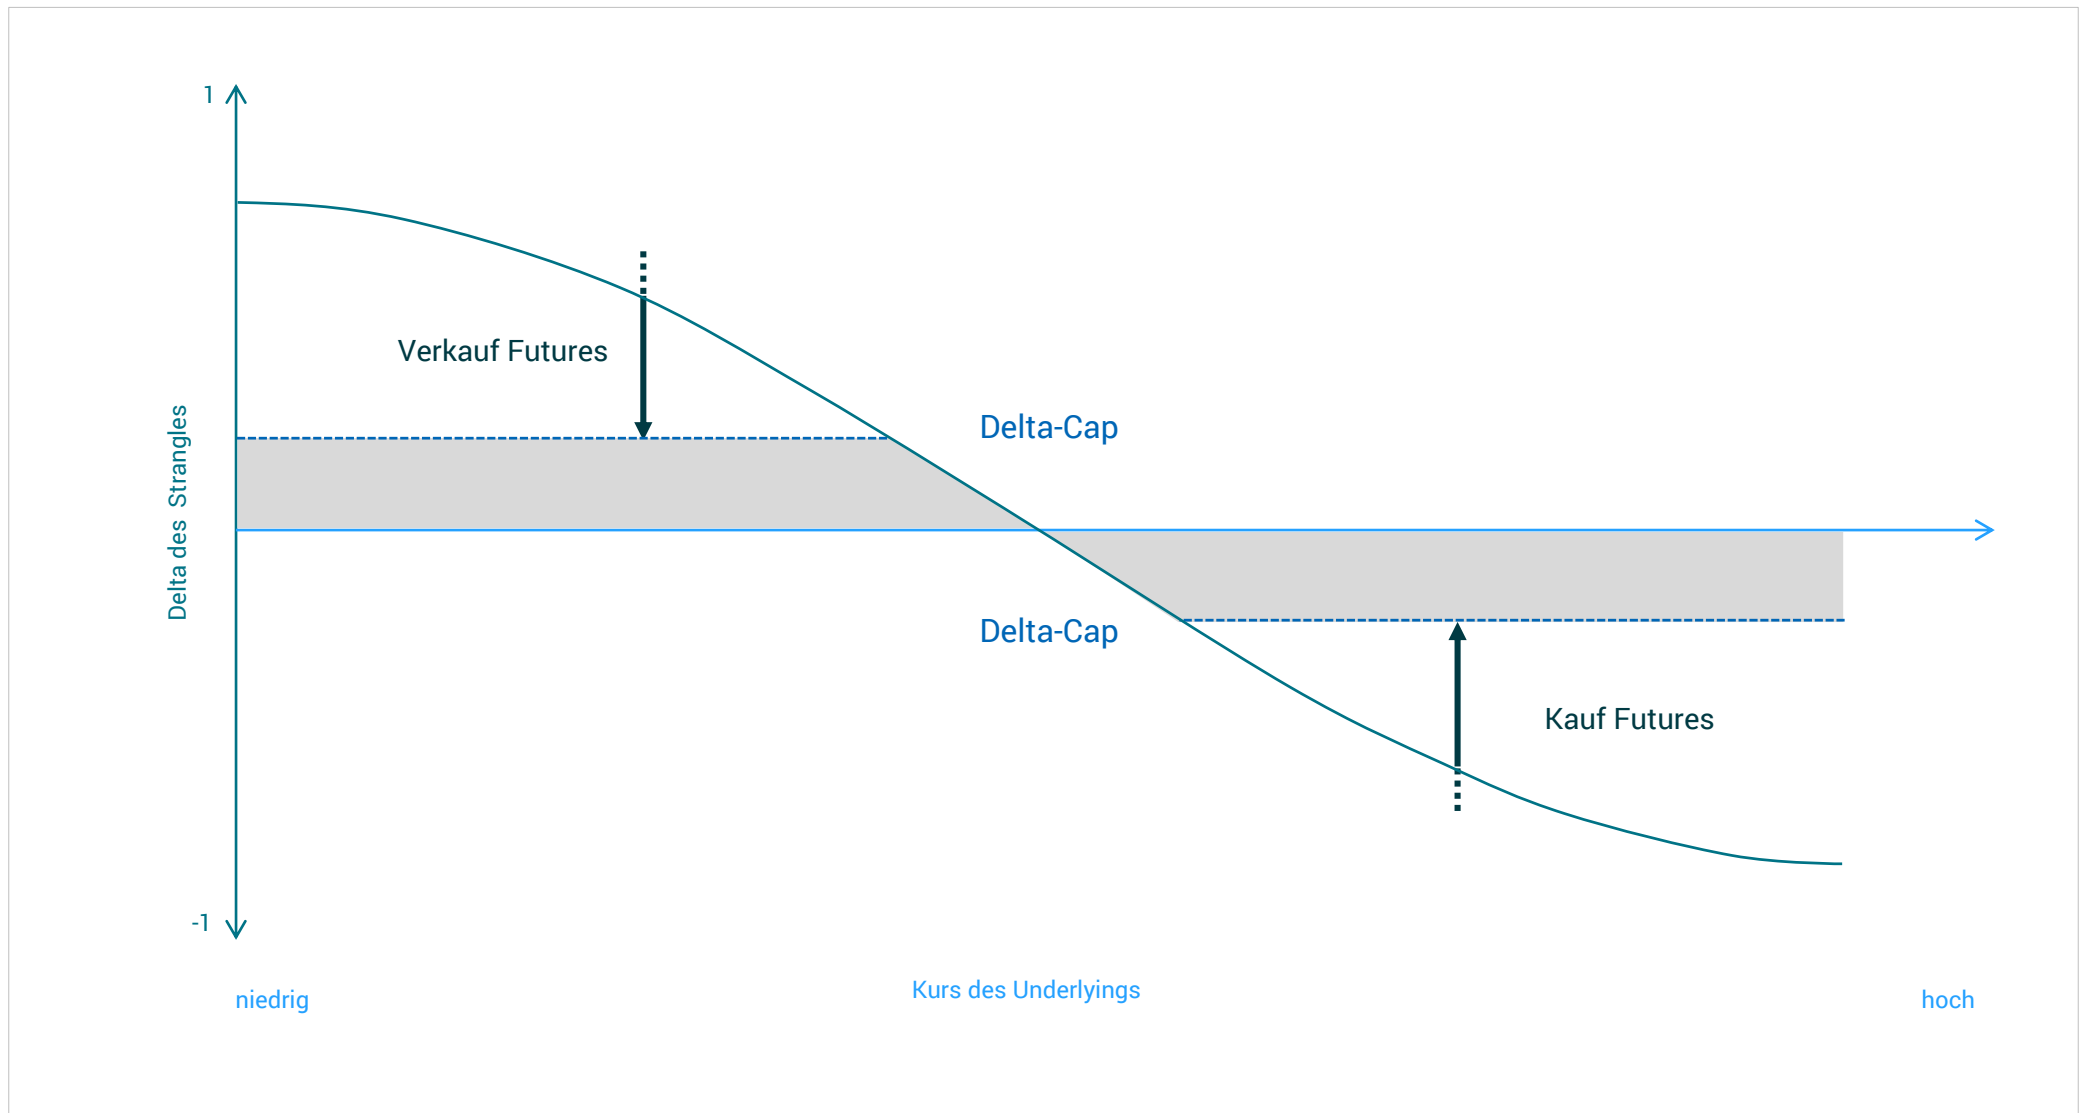 1
Verkauf Futures
Delta-Cap
Delta des Strangles
Delta-Cap
Kauf Futures
-1
niedrig
Kurs des Underlyings
hoch